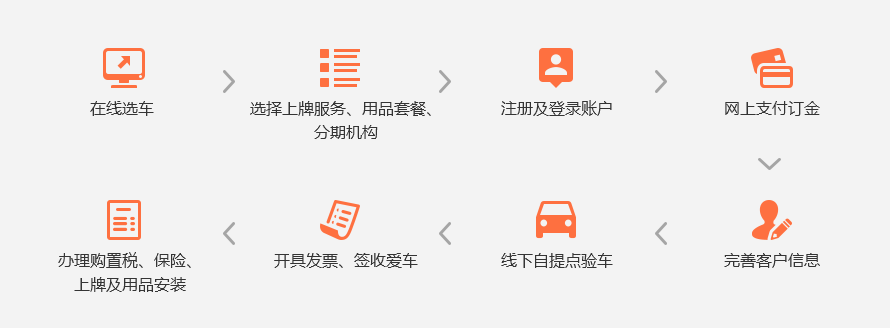 在线选车
选择上牌服务、用品套餐、
分期机构
注册及登录账户
网上支付订金
办理购置税、保险、
上牌及用品安装
开具发票、签收爱车
线下自提点验车
完善客户信息